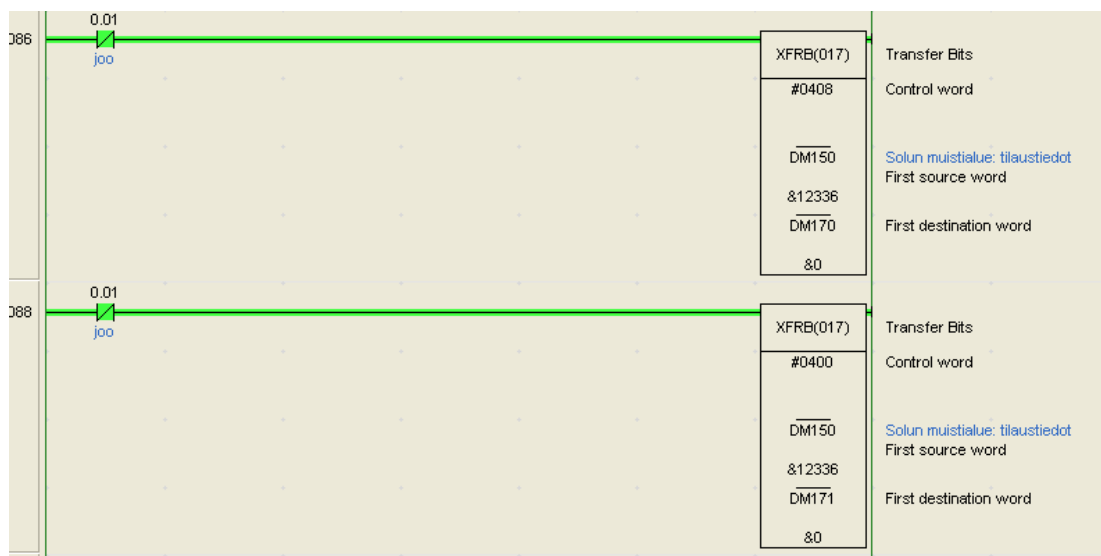 0.01
086
joo
XFRB(017)
Transfer Bits
#0408
Control word
DM150
Solun muistialue: tilaustiedot
First source word
&12336
DM170
First destination word
&0
0.01
088
joo
XFRB(017)
Transfer Bits
#0400
Control word
DM150
Solun muistialue: tilaustiedot
First source word
&12336
DM171
First destination word
&0